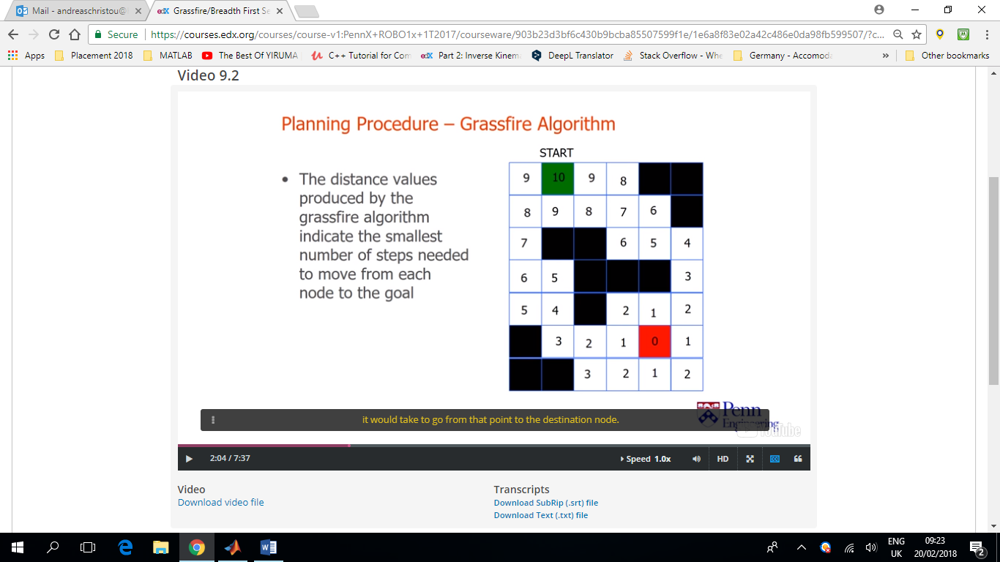 Mail - andreaschristou@
Grassfire/Breadth First Se
Secure
https://courses.edx.org/courses/course-v1:PennX+ROBO1x+1T2017/courseware/903b23d3bf6c430b9bcba85507599f1e/1e6a8f83e02a42c486e0da98fb599507/?c...
Apps Placement 2018 MATLAB The Best Of YIRUMA C++ Tutorial for Com Part 2: Inverse Kinema DeepL Translator Stack Overflow - Whe Germany - Accomoda » Other bookmarks
Video 9.2
Planning Procedure – Grassfire Algorithm
• The distance values
produced by the
grassfire algorithm
indicate the smallest
number of steps needed
to move from each
node to the goal
START
9 10 9 8
8 9 8 7 6
7 6 5 4
6 5 3
5 4 2 1 2
3 2 1 0 1
3 2 1 2
Penn
Engineering
YouTube
it would take to go from that point to the destination node.
2:04 / 7:37
Speed 1.0x
HD
CC
Video
Download video file
Transcripts
Download SubRip (.srt) file
Download Text (.txt) file
ENG
UK
09:23
20/02/2018
2